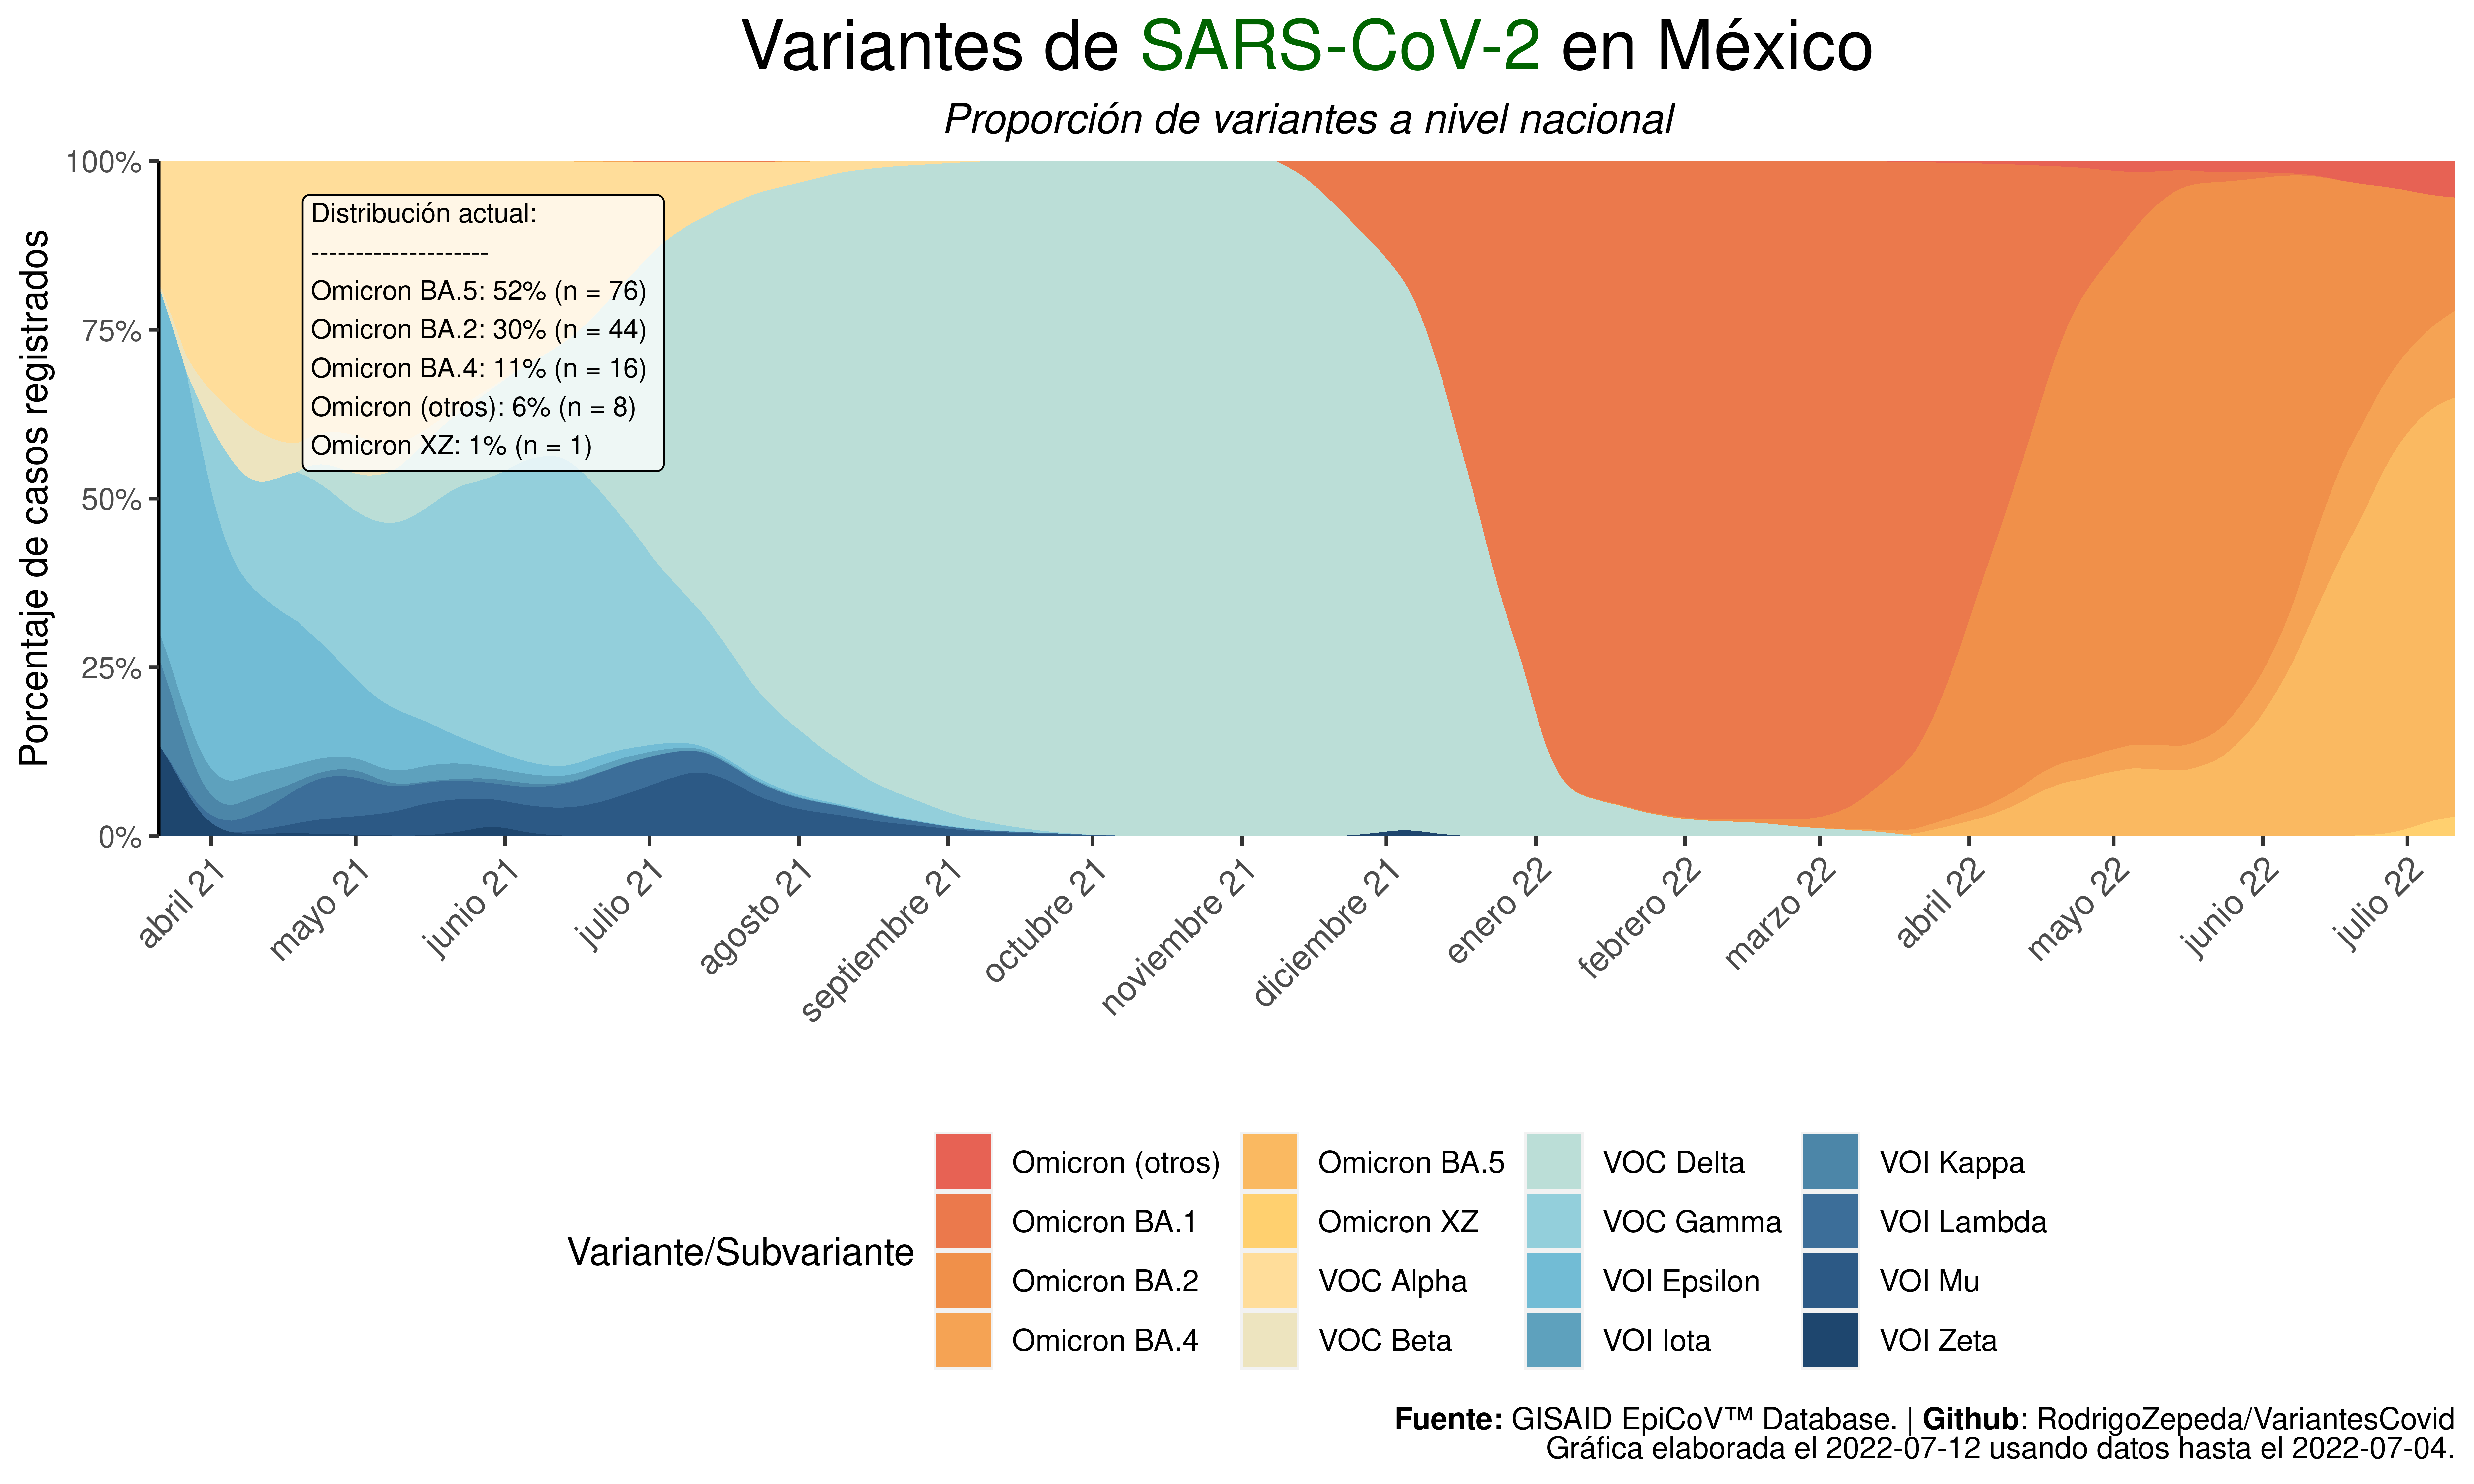 Variantes de SARS-CoV-2 en México
Proporción de variantes a nivel nacional
Porcentaje de casos registrados
100%
75%
50%
25%
0%
Distribución actual:
--------------------
Omicron BA.5: 52% (n = 76)
Omicron BA.2: 30% (n = 44)
Omicron BA.4: 11% (n = 16)
Omicron (otros): 6% (n = 8)
Omicron XZ: 1% (n = 1)
abril 21
mayo 21
junio 21
julio 21
agosto 21
septiembre 21
octubre 21
noviembre 21
diciembre 21
enero 22
febrero 22
marzo 22
abril 22
mayo 22
junio 22
julio 22
Variante/Subvariante
Omicron (otros)
Omicron BA.1
Omicron BA.2
Omicron BA.4
Omicron BA.5
Omicron XZ
VOC Alpha
VOC Beta
VOC Delta
VOC Gamma
VOI Epsilon
VOI Iota
VOI Kappa
VOI Lambda
VOI Mu
VOI Zeta
Fuente: GISAID EpiCoV™ Database. | Github: RodrigoZepeda/VariantesCovid
Gráfica elaborada el 2022-07-12 usando datos hasta el 2022-07-04.